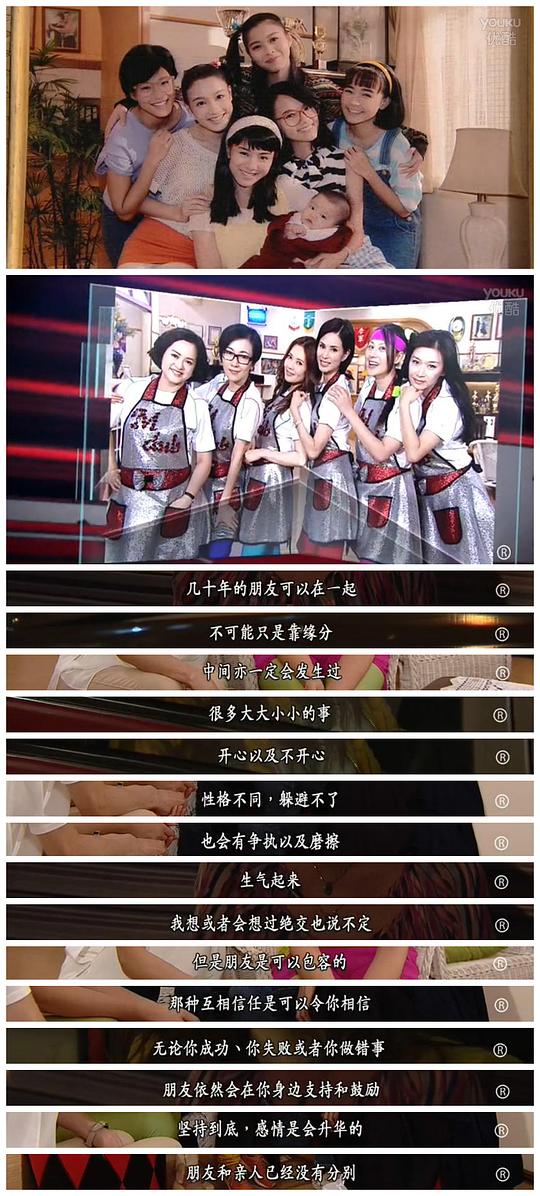 YOUKU
优酷
YOUKU
优酷
®
几十年的朋友可以在一起
®
不可能只是靠缘分
®
中间亦一定会发生过
®
很多大大小小的事
®
开心以及不开心
®
性格不同，躲避不了
®
也会有争执以及磨擦
®
生气起来
®
我想或者会想过绝交也说不定
®
但是朋友是可以包容的
®
那种互相信任是可以令你相信
®
无论你成功、你失败或者你做错事
®
朋友依然会在你身边支持和鼓励
®
坚持到底，感情是会升华的
®
朋友和亲人已经没有分别
®